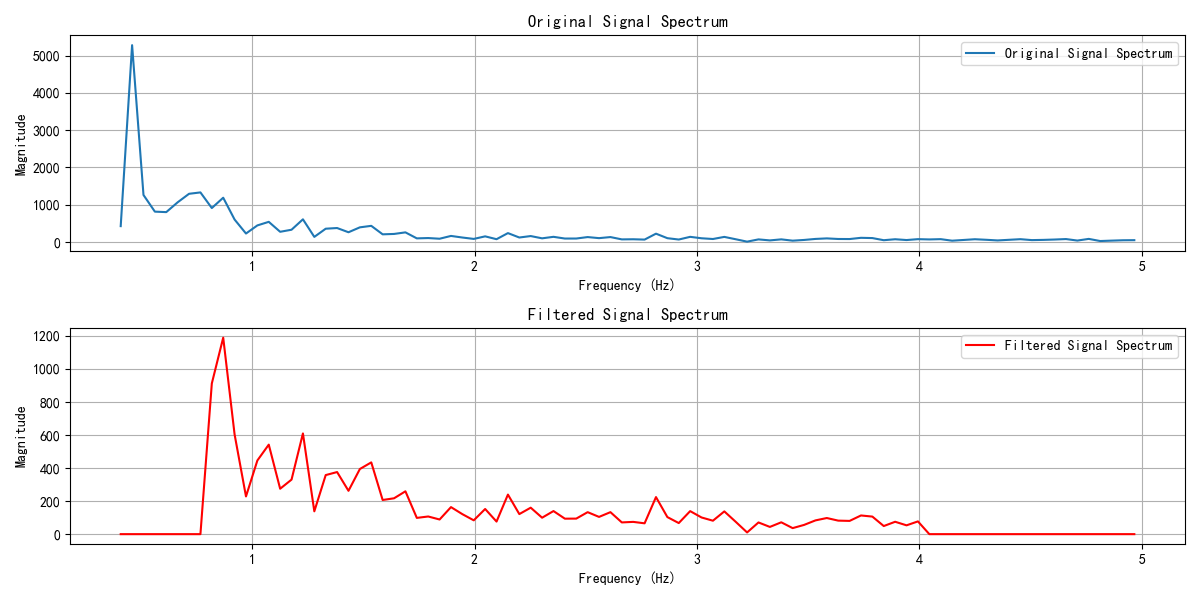 Original Signal Spectrum
Original Signal Spectrum
Magnitude
5000
4000
3000
2000
1000
0
1 2 3 4 5
Frequency (Hz)
Filtered Signal Spectrum
Filtered Signal Spectrum
Magnitude
1200
1000
800
600
400
200
0
1 2 3 4 5
Frequency (Hz)